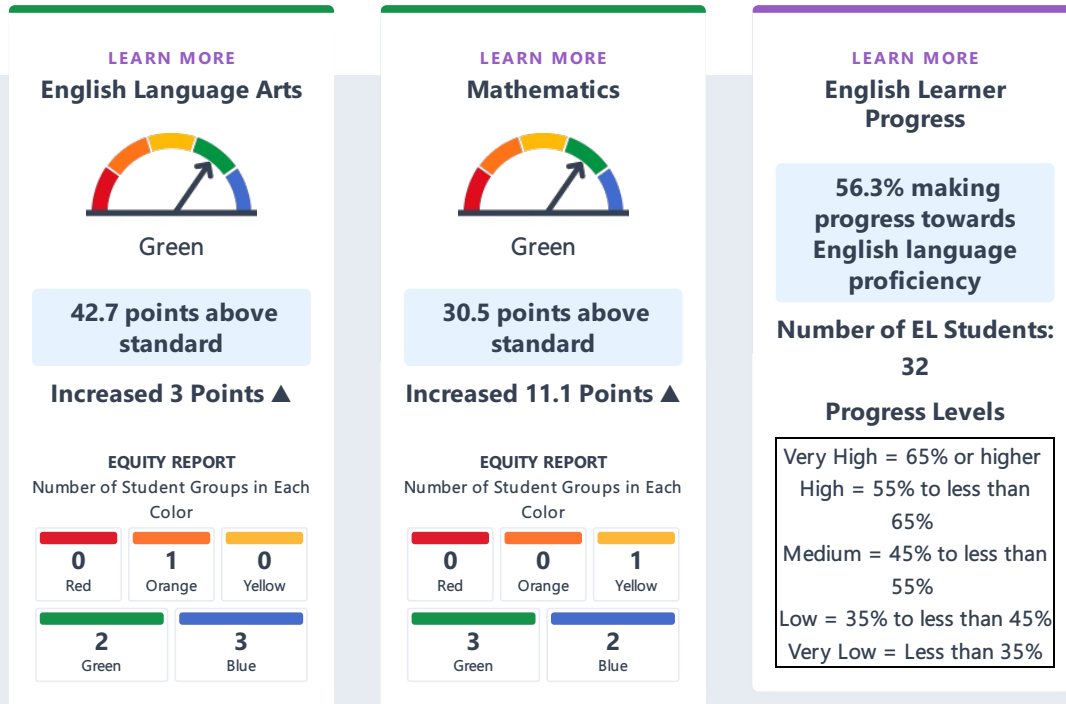 LEARN MORE
English Language Arts
Green
42.7 points above
standard
Increased 3 Points ▲
EQUITY REPORT
Number of Student Groups in Each
Color
0
Red
1
Orange
0
Yellow
2
Green
3
Blue
LEARN MORE
Mathematics
Green
30.5 points above
standard
Increased 11.1 Points ▲
EQUITY REPORT
Number of Student Groups in Each
Color
0
Red
0
Orange
1
Yellow
3
Green
2
Blue
LEARN MORE
English Learner
Progress
56.3% making
progress towards
English language
proficiency
Number of EL Students:
32
Progress Levels
Very High = 65% or higher
High = 55% to less than
65%
Medium = 45% to less than
55%
Low = 35% to less than 45%
Very Low = Less than 35%